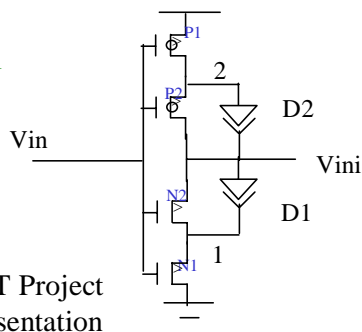 P1
2
P2
D2
Vin
Vini
N2
D1
1
N1
T Project
sentation